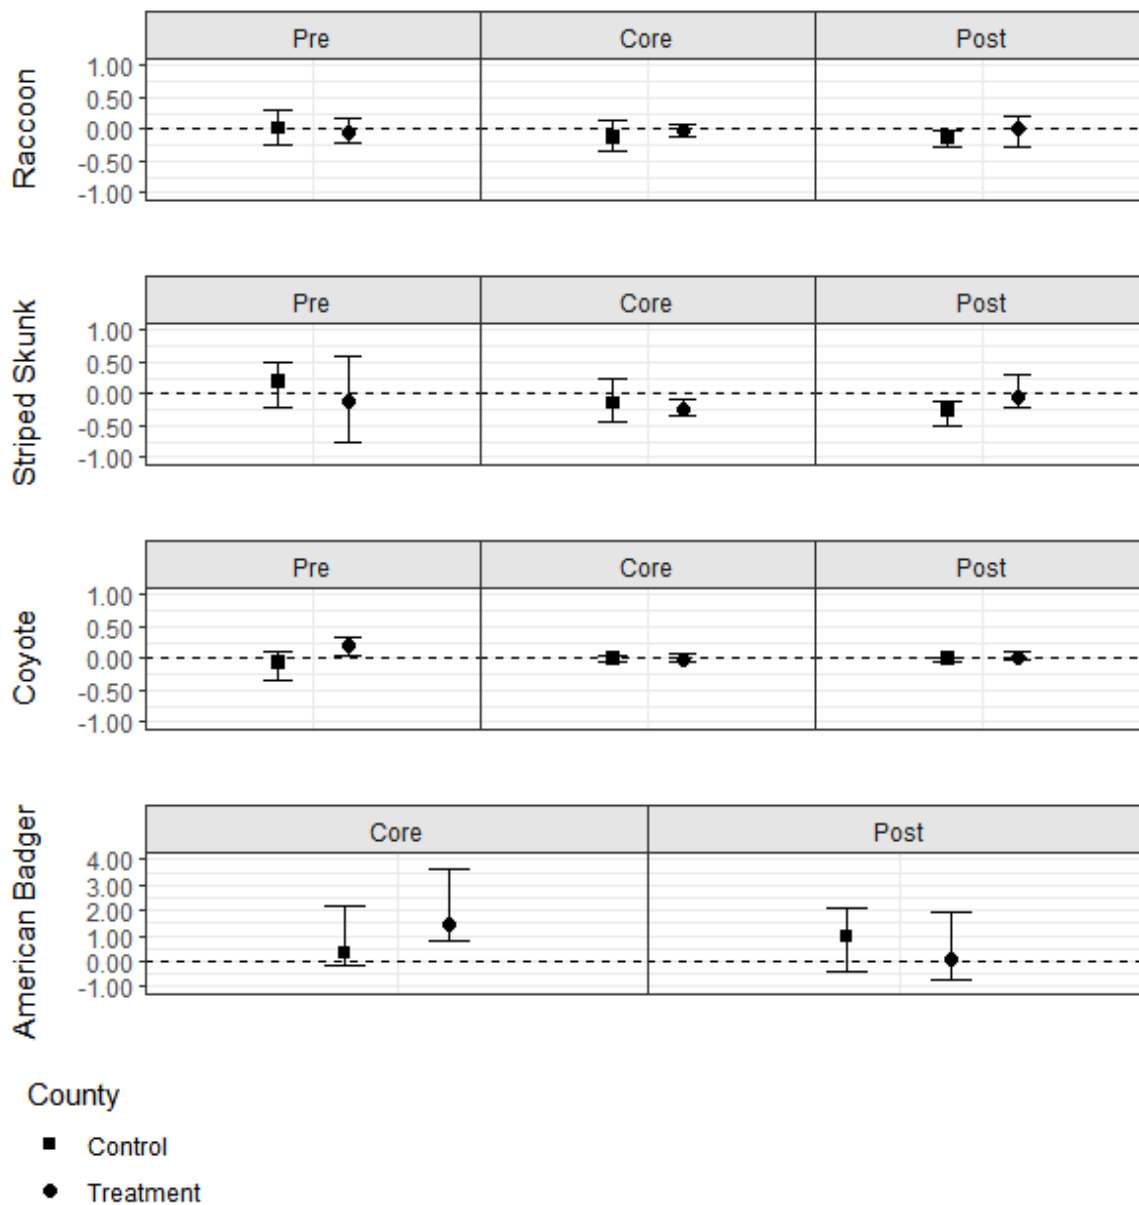 Raccoon
Pre Core Post
1.00
0.50
0.00
-0.50
-1.00
Striped Skunk
Pre Core Post
1.00
0.50
0.00
-0.50
-1.00
Coyote
Pre Core Post
1.00
0.50
0.00
-0.50
-1.00
American Badger
Core Post
4.00
3.00
2.00
1.00
0.00
-1.00
County
Control
Treatment